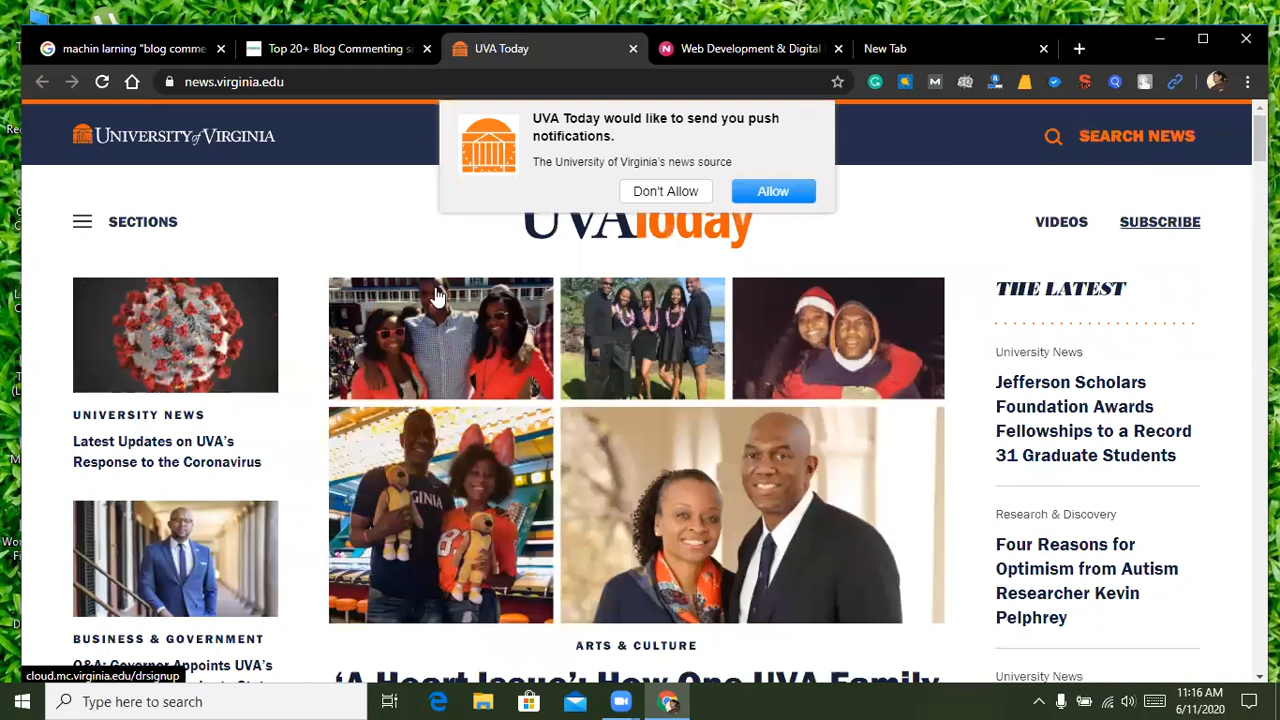 machin larning "blog comme
Top 20+ Blog Commenting si
UVA Today
Web Development & Digital
New Tab
news.virginia.edu
UNIVERSITY of VIRGINIA
UVA Today would like to send you push
notifications.
The University of Virginia's news source
Don't Allow
Allow
SEARCH NEWS
SECTIONS
UVAToday
VIDEOS
SUBSCRIBE
UNIVERSITY NEWS
Latest Updates on UVA's
Response to the Coronavirus
BUSINESS & GOVERNMENT
Q&A: Governor Appoints UVA's
VIRGINIA
ARTS & CULTURE
'A Heart Issue': How One UVA Family
THE LATEST
University News
Jefferson Scholars
Foundation Awards
Fellowships to a Record
31 Graduate Students
Research & Discovery
Four Reasons for
Optimism from Autism
Researcher Kevin
Pelphrey
University News
cloud.mc.virginia.edu/drsignup
Type here to search
11:16 AM
6/11/2020